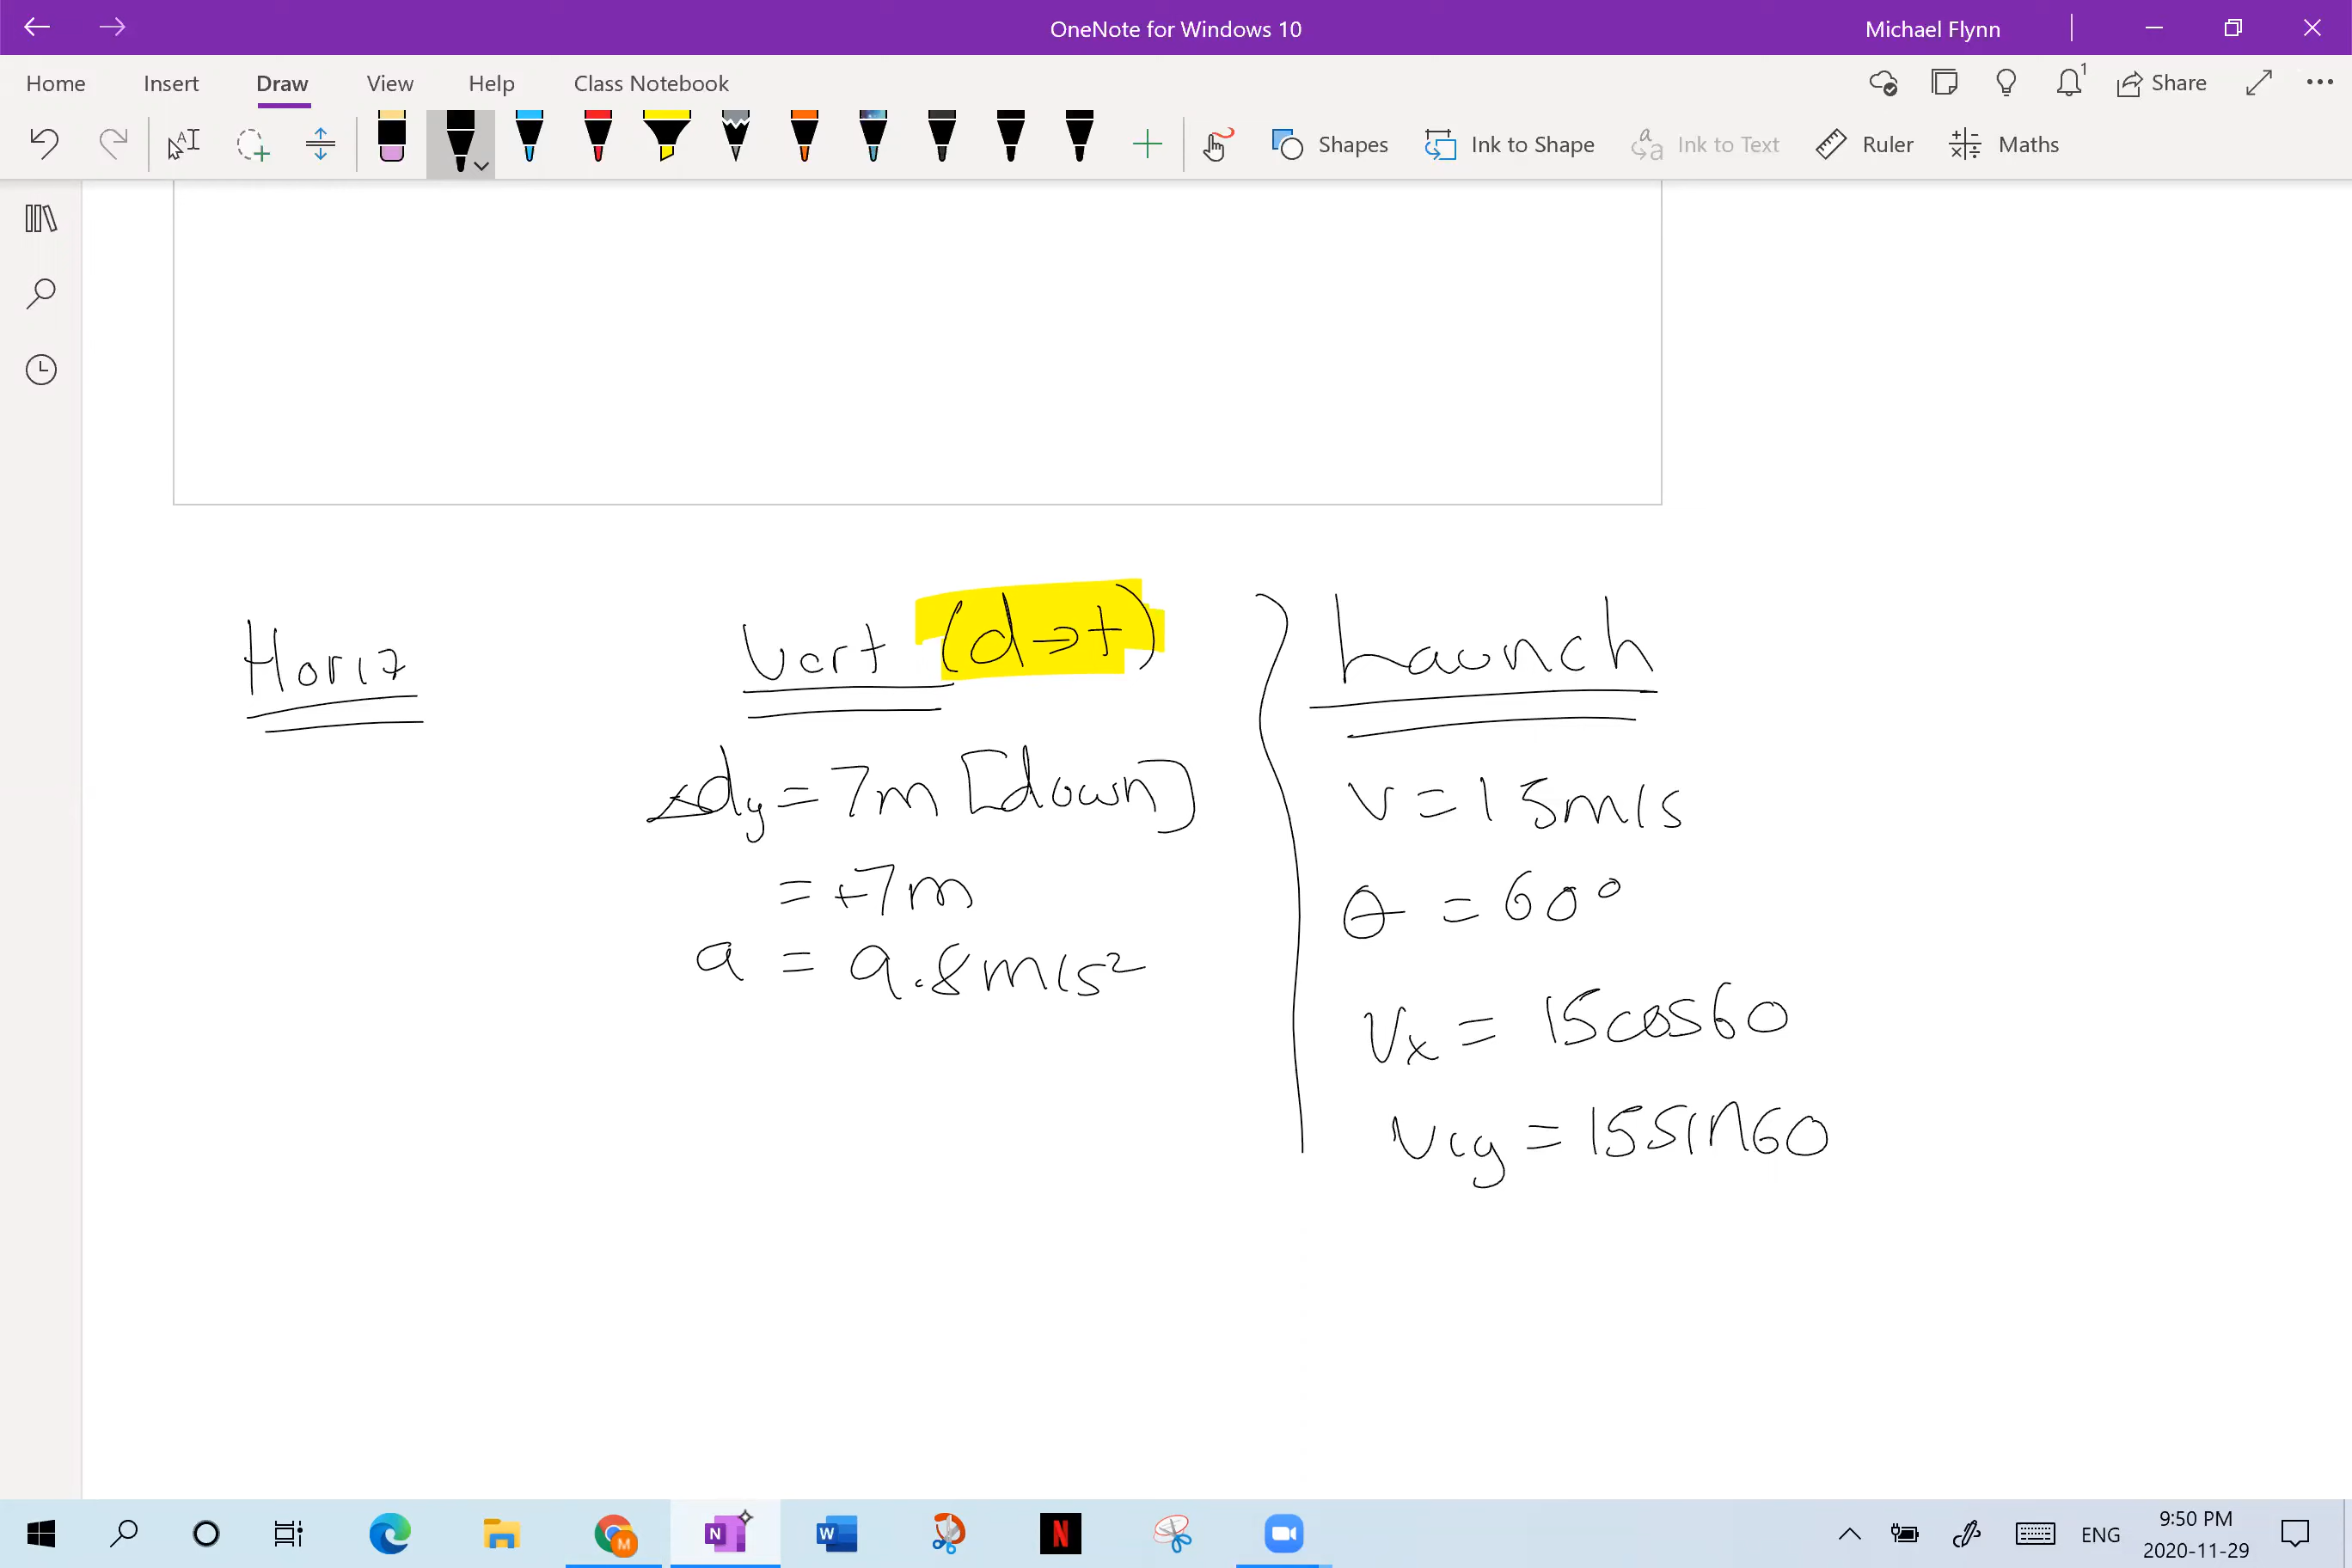 OneNote for Windows 10
Michael Flynn
Home Insert Draw View Help Class Notebook
1
Share
Shapes Ink to Shape Ink to Text Ruler Maths
Horiz
Vert (d⇒t)
Δdy = 7m [down]
= +7m
a = 9.8m/s²
Launch
v = 15m/s
θ = 60°
Vx = 15cos60
Viy = 15sin60
ENG
9:50 PM
2020-11-29